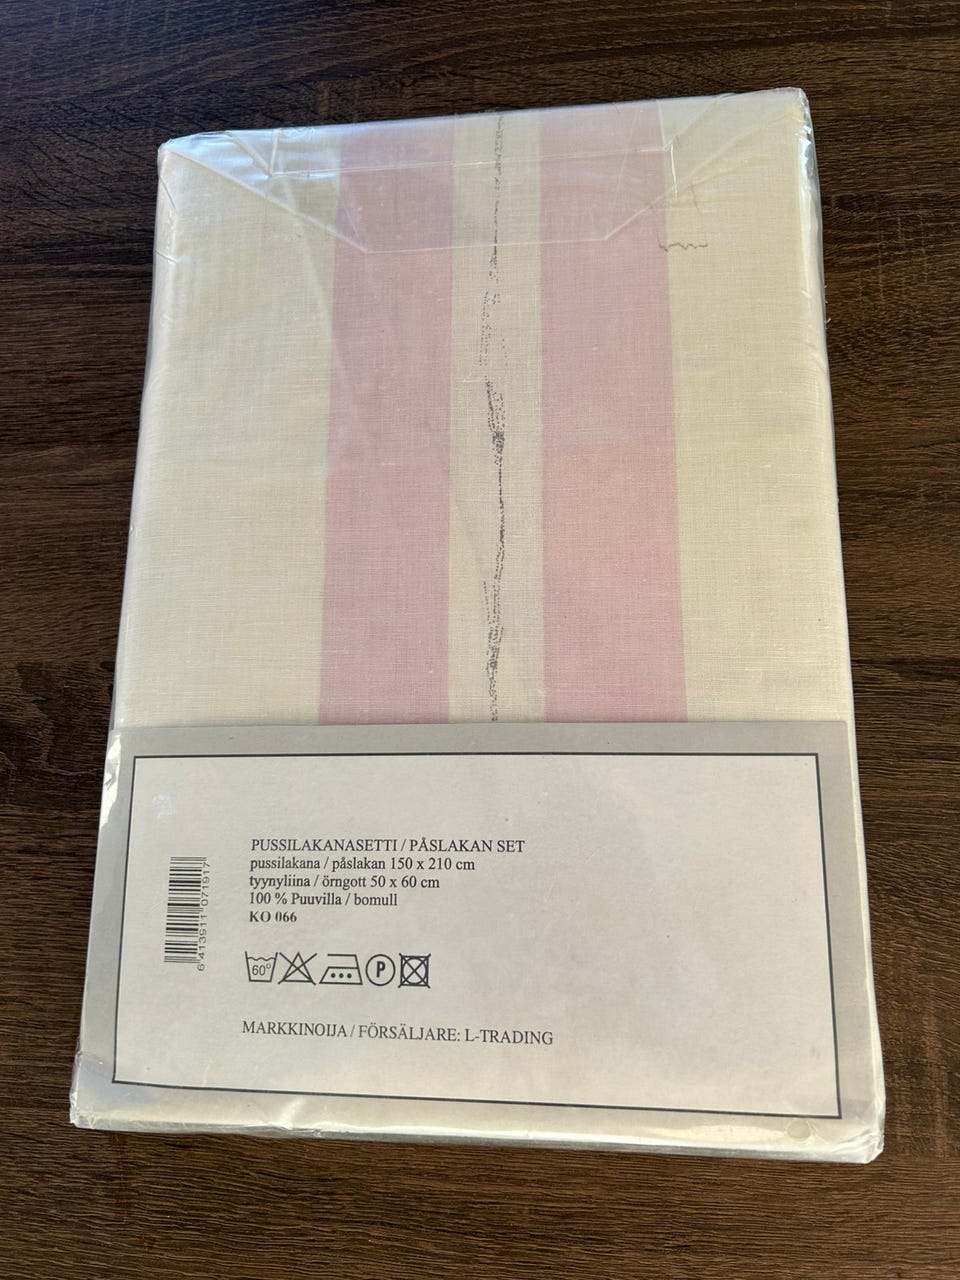 PUSSILAKANASETTI / PÅSLAKAN SET
pussilakana / påslakan 150 x 210 cm
tyynyliina / örngott 50 x 60 cm
100 % Puuvilla / bomull
KO 066
6 413911 071917
60°
P
MARKKINOIJA / FÖRSÄLJARE: L-TRADING